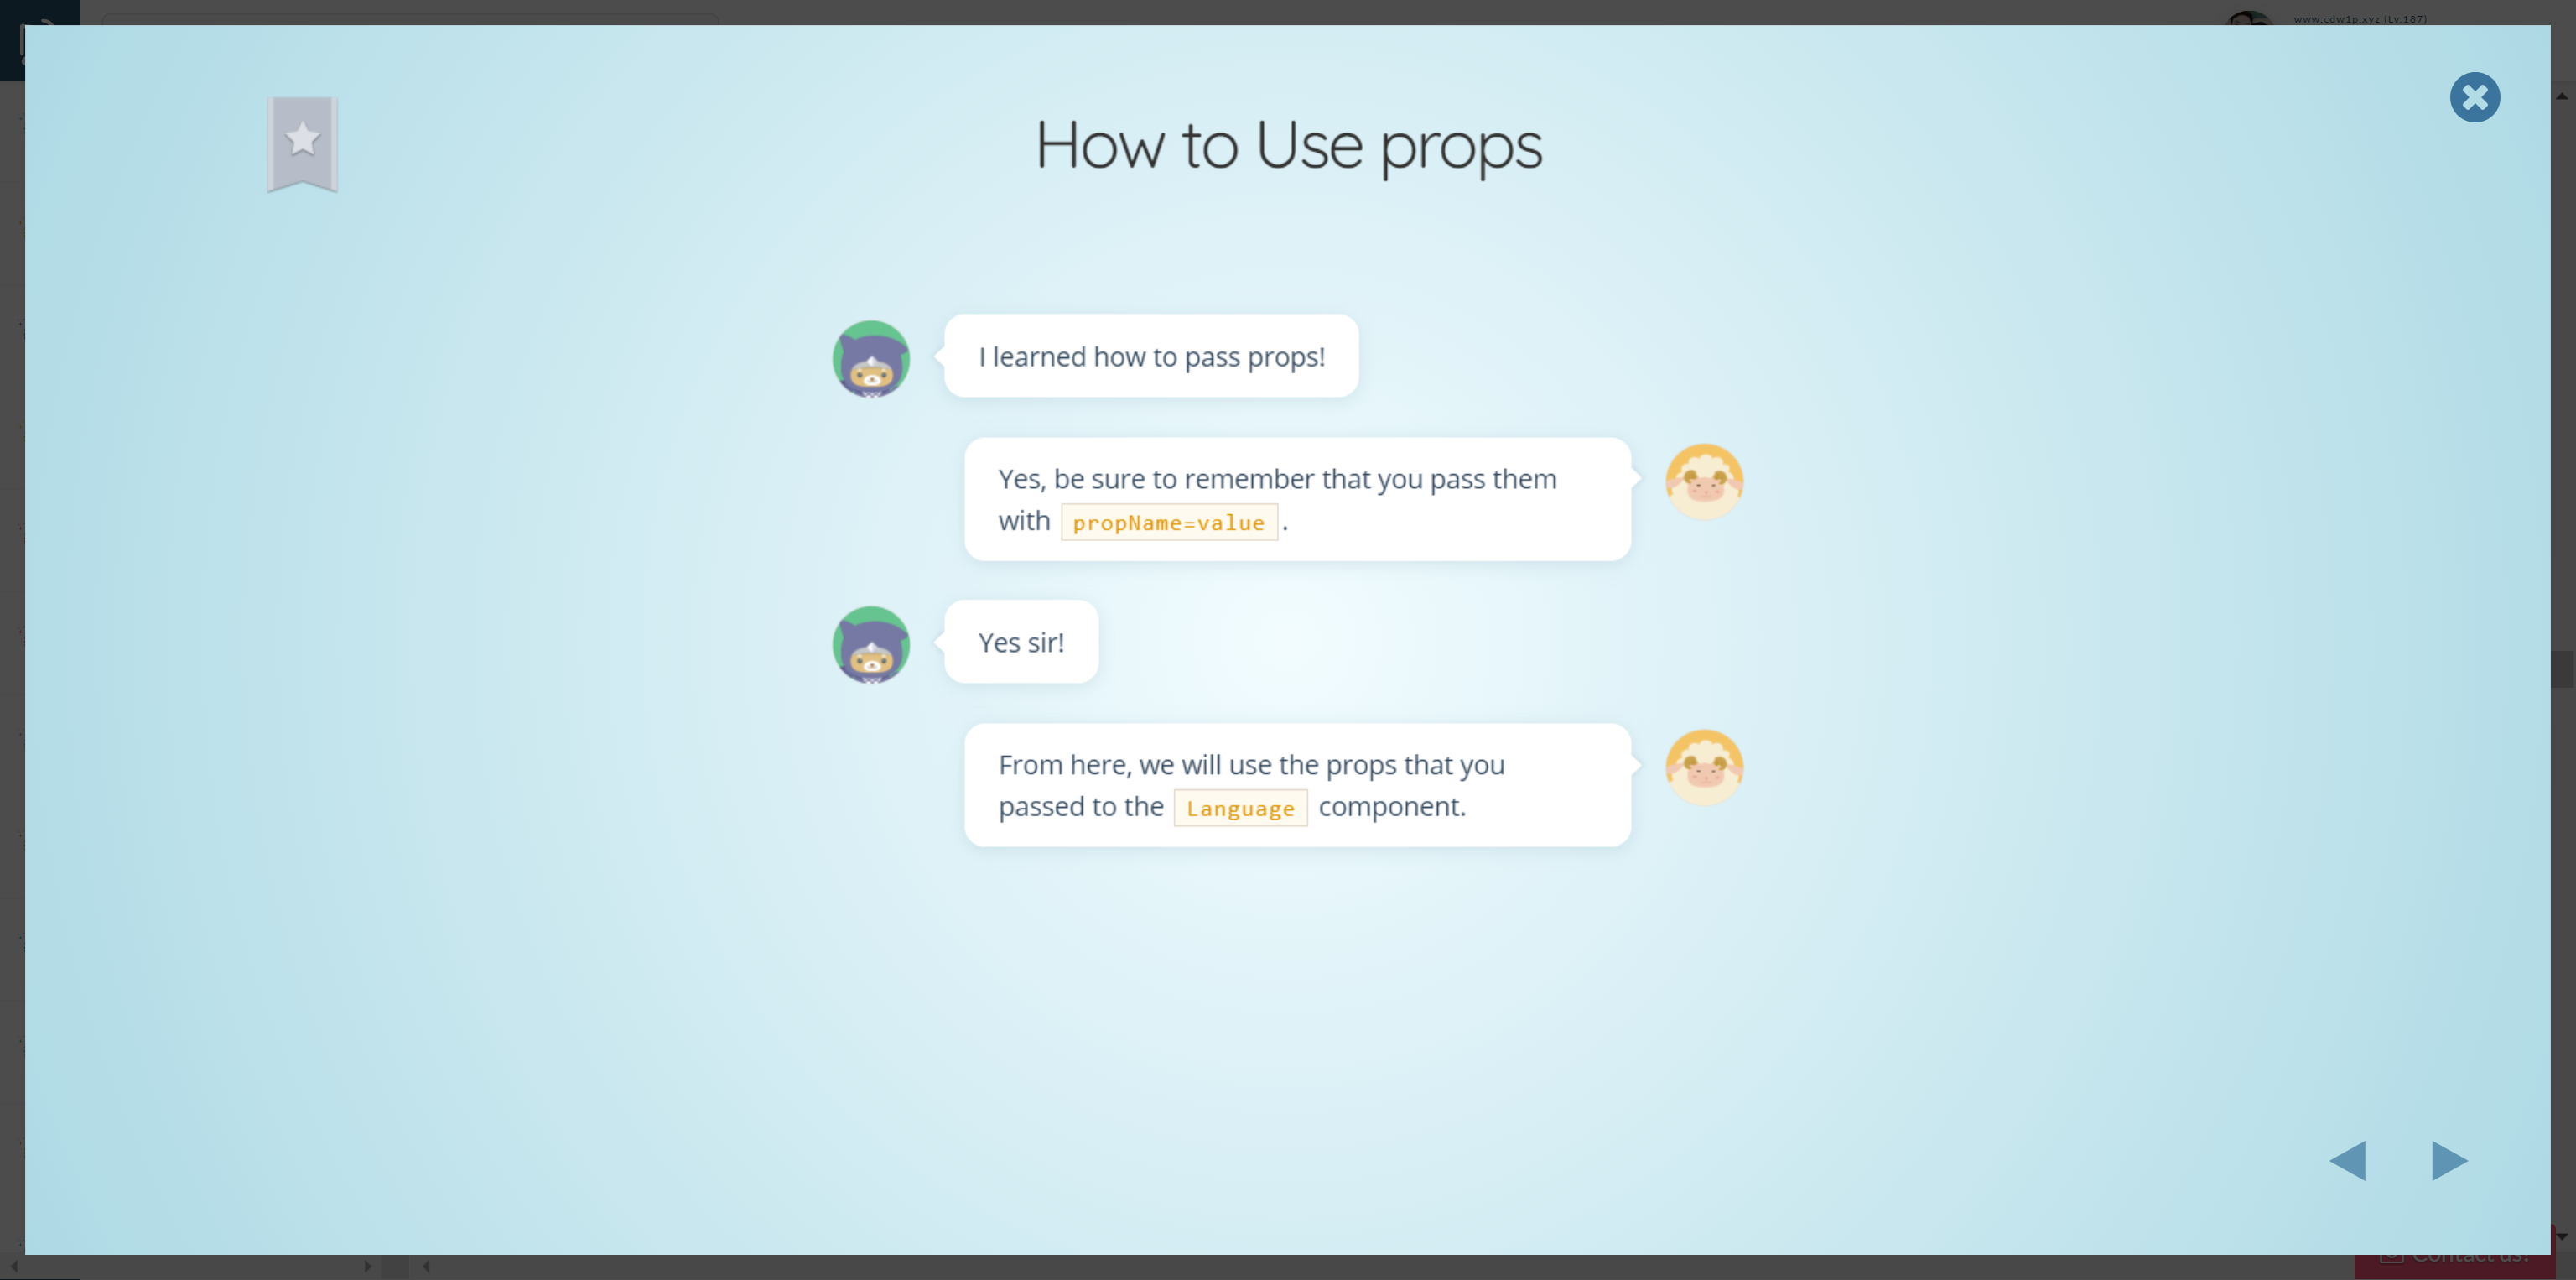 www.cdw1p.xyz (Lv.187)
How to Use props
I learned how to pass props!
Yes, be sure to remember that you pass them
with propName=value .
Yes sir!
From here, we will use the props that you
passed to the Language component.
Contact us!